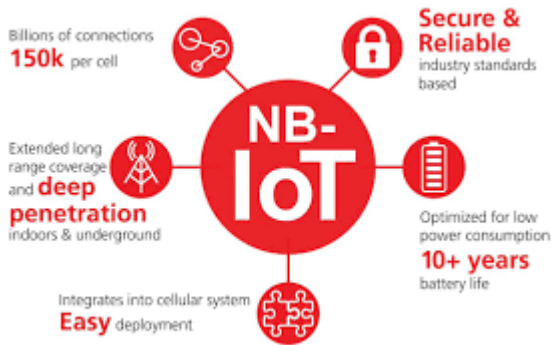 Billions of connections
150k per cell
Secure &
Reliable
industry standards
based
NB-
IoT
Extended long
range coverage
and deep
penetration
indoors & underground
Optimized for low
power consumption
10+ years
battery life
Integrates into cellular system
Easy deployment